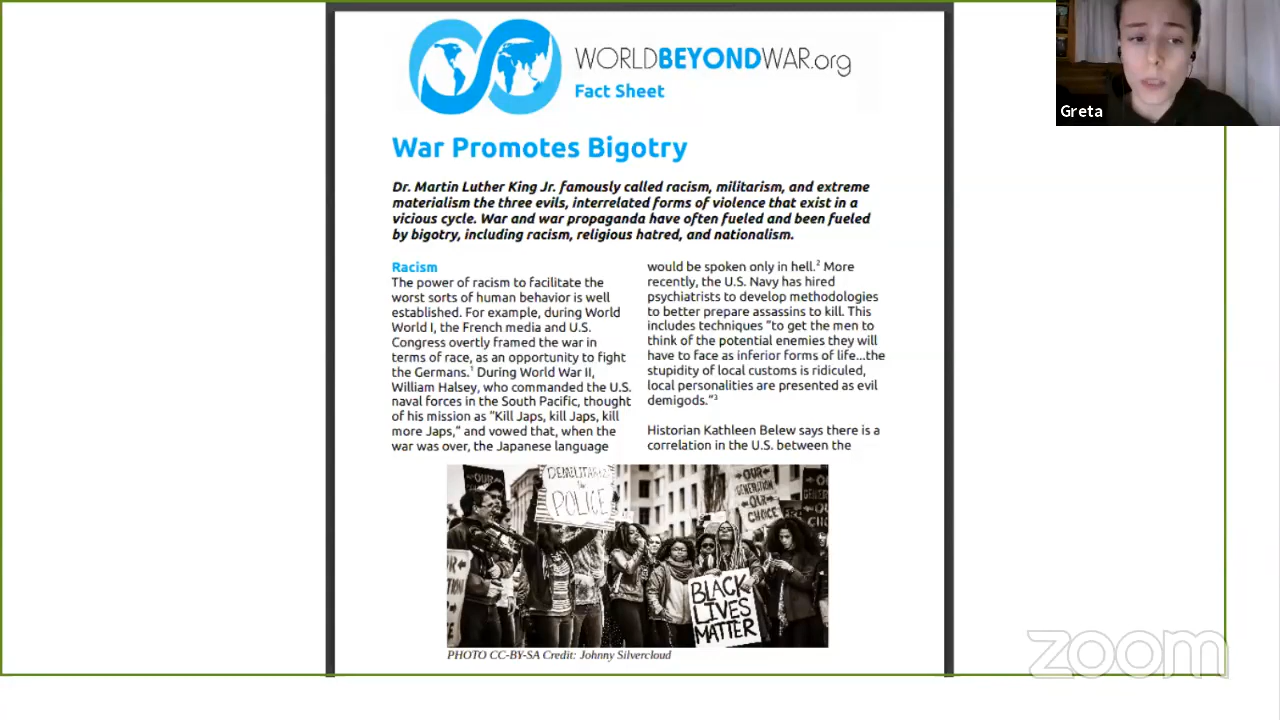 WORLDBEYONDWAR.org
Fact Sheet
Greta
War Promotes Bigotry
Dr. Martin Luther King Jr. famously called racism, militarism, and extreme
materialism the three evils, interrelated forms of violence that exist in a
vicious cycle. War and war propaganda have often fueled and been fueled
by bigotry, including racism, religious hatred, and nationalism.
Racism
The power of racism to facilitate the
worst sorts of human behavior is well
established. For example, during World
World I, the French media and U.S.
Congress overtly framed the war in
terms of race, as an opportunity to fight
the Germans.1 During World War II,
William Halsey, who commanded the U.S.
naval forces in the South Pacific, thought
of his mission as "Kill Japs, kill Japs, kill
more Japs," and vowed that, when the
war was over, the Japanese language
would be spoken only in hell.2 More
recently, the U.S. Navy has hired
psychiatrists to develop methodologies
to better prepare assassins to kill. This
includes techniques "to get the men to
think of the potential enemies they will
have to face as inferior forms of life...the
stupidity of local customs is ridiculed,
local personalities are presented as evil
demigods."3
Historian Kathleen Belew says there is a
correlation in the U.S. between the
OUR
DEMILITARIZE
POLICE
OUR
GENERATION
OUR
CHOICE
BLACK
LIVES
MATTER
PHOTO CC-BY-SA Credit: Johnny Silvercloud
zoom